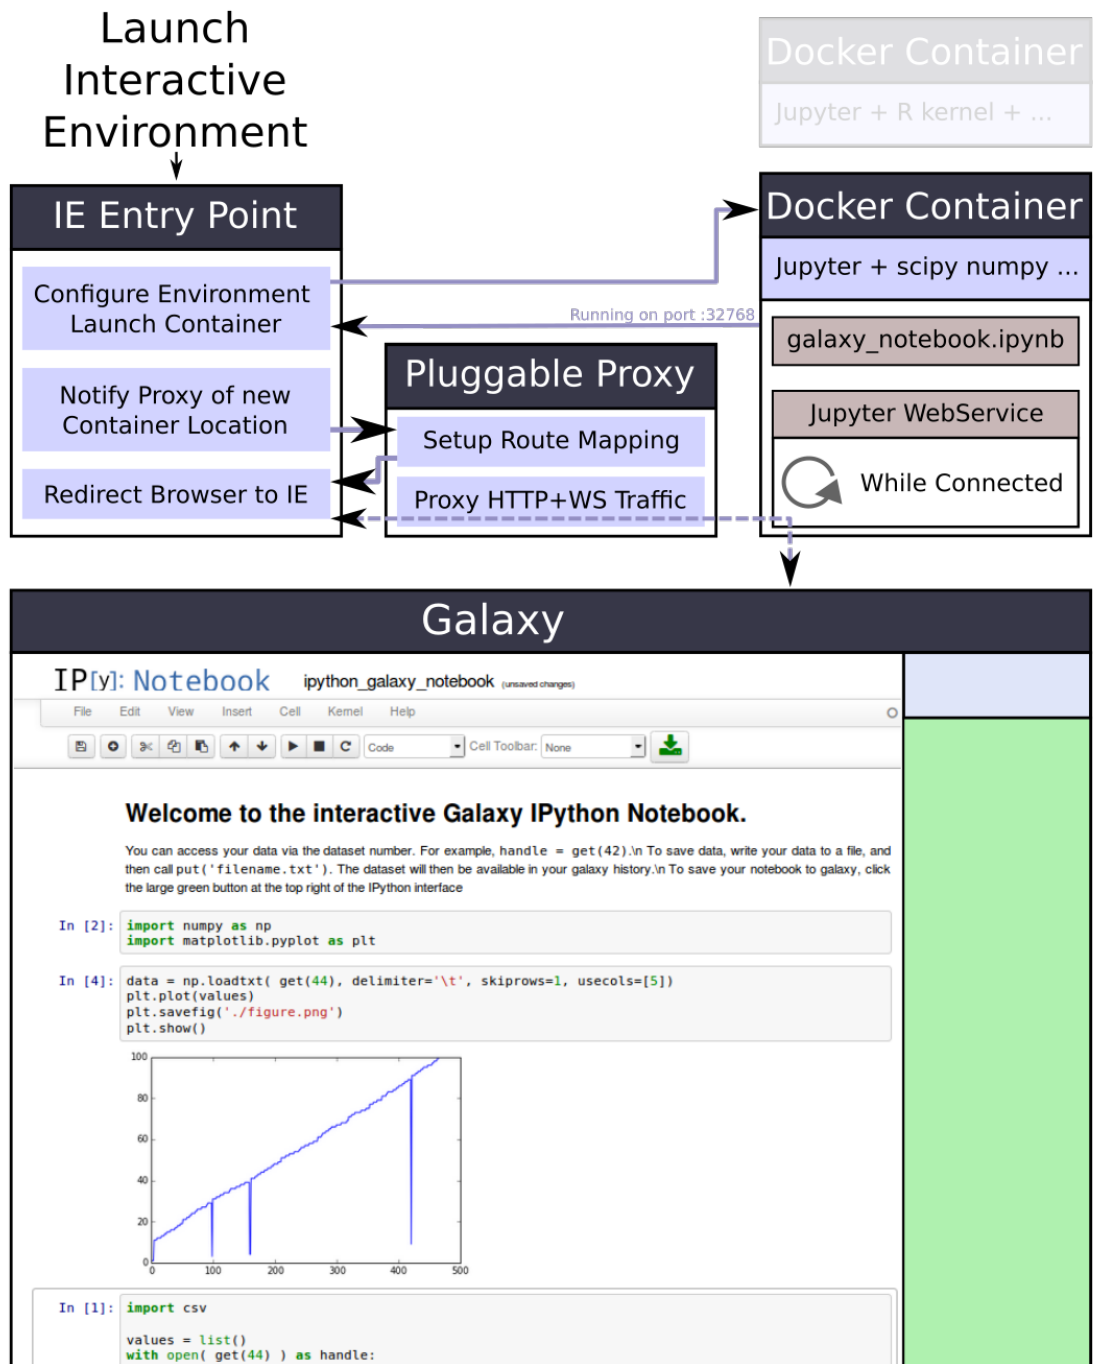 Launch
Interactive
Environment
Docker Container
Jupyter + R kernel + ...
IE Entry Point
Configure Environment
Launch Container
Notify Proxy of new
Container Location
Redirect Browser to IE
Running on port :32768
Pluggable Proxy
Setup Route Mapping
Proxy HTTP+WS Traffic
Docker Container
Jupyter + scipy numpy ...
galaxy_notebook.ipynb
Jupyter WebService
While Connected
Galaxy
IP[y]: Notebook ipython_galaxy_notebook (unsaved changes)
File Edit View Insert Cell Kernel Help
Code Cell Toolbar: None
Welcome to the interactive Galaxy IPython Notebook.
You can access your data via the dataset number. For example, handle = get(42).\n To save data, write your data to a file, and
then call put('filename.txt'). The dataset will then be available in your galaxy history.\n To save your notebook to galaxy, click
the large green button at the top right of the IPython interface
In [2]: import numpy as np
import matplotlib.pyplot as plt
In [4]: data = np.loadtxt( get(44), delimiter='\t', skiprows=1, usecols=[5])
plt.plot(values)
plt.savefig('./figure.png')
plt.show()
100
80
60
40
20
0
0 100 200 300 400 500
In [1]: import csv
values = list()
with open( get(44) ) as handle: